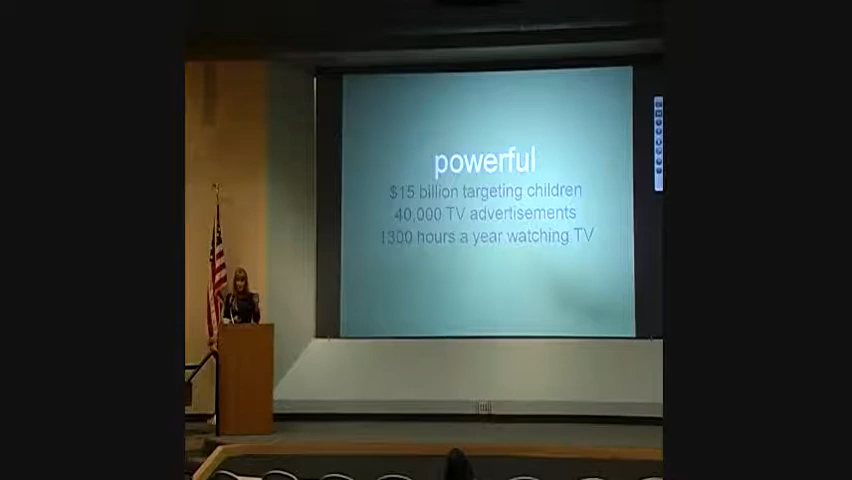 powerful
$15 billion targeting children
40,000 TV advertisements
1300 hours a year watching TV